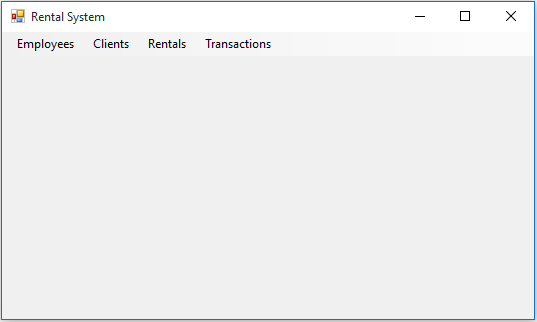 Rental System
Employees Clients Rentals Transactions